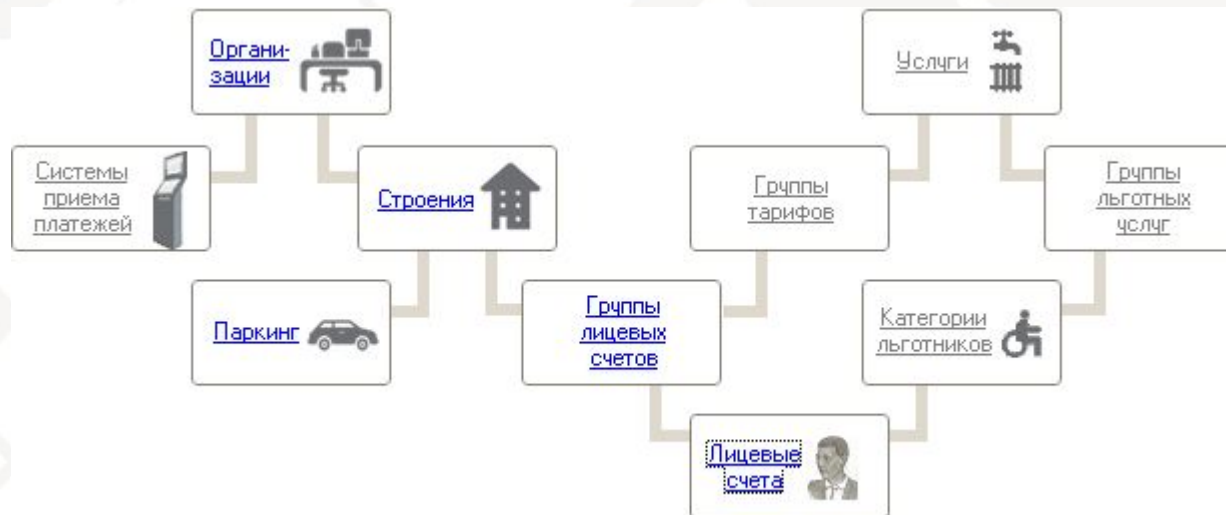 Органи-
зации
Услуги
Системы
приема
платежей
Строения
Группы
тарифов
Группы
льготных
услуг
Паркинг
Группы
лицевых
счетов
Категории
льготников
Лицевые
счета